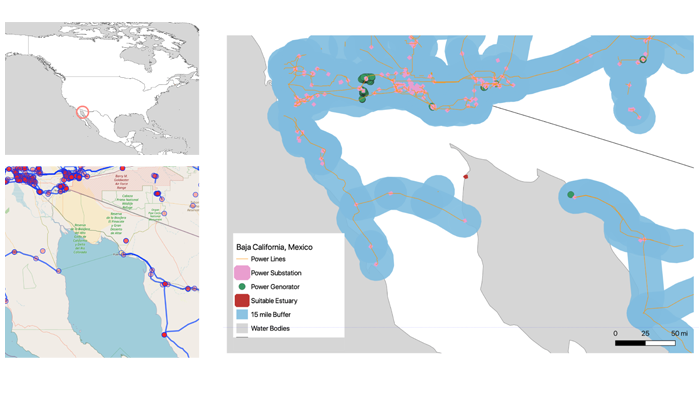 Baja California, Mexico
Power Lines
Power Substation
Power Genorator
Suitable Estuary
15 mile Buffer
Water Bodies
0 25 50 mi